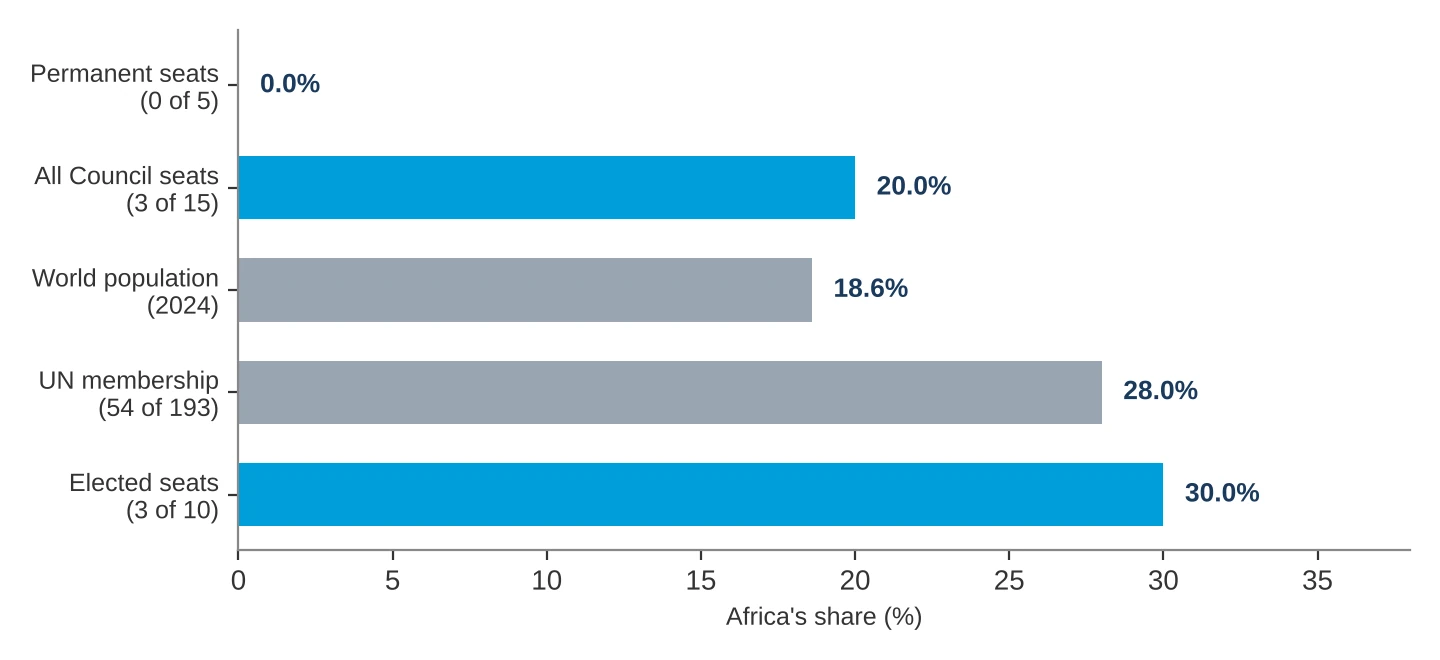 Permanent seats
(0 of 5)
0.0%
All Council seats
(3 of 15)
20.0%
World population
(2024)
18.6%
UN membership
(54 of 193)
28.0%
Elected seats
(3 of 10)
30.0%
0 5 10 15 20 25 30 35
Africa's share (%)